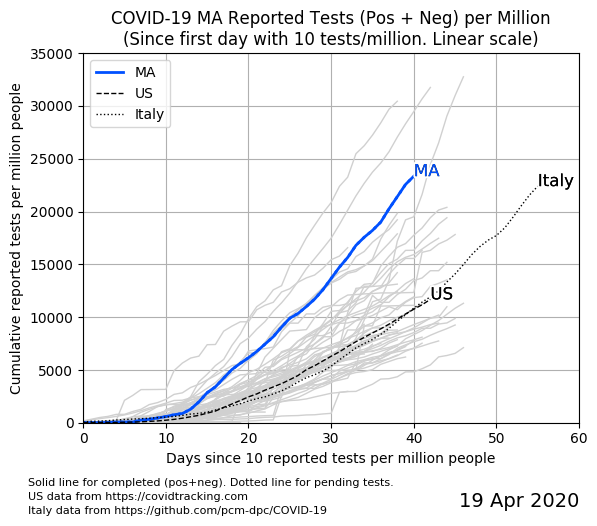 COVID-19 MA Reported Tests (Pos + Neg) per Million
(Since first day with 10 tests/million. Linear scale)
Cumulative reported tests per million people
35000
30000
25000
20000
15000
10000
5000
0
MA
US
Italy
MA
Italy
US
0 10 20 30 40 50 60
Days since 10 reported tests per million people
Solid line for completed (pos+neg). Dotted line for pending tests.
US data from https://covidtracking.com
Italy data from https://github.com/pcm-dpc/COVID-19
19 Apr 2020